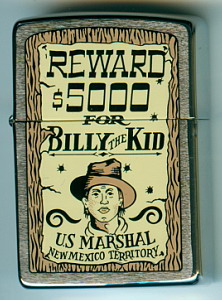 REWARD
$5000
FOR
BILLY THE KID
US MARSHAL
NEW MEXICO TERRITORY